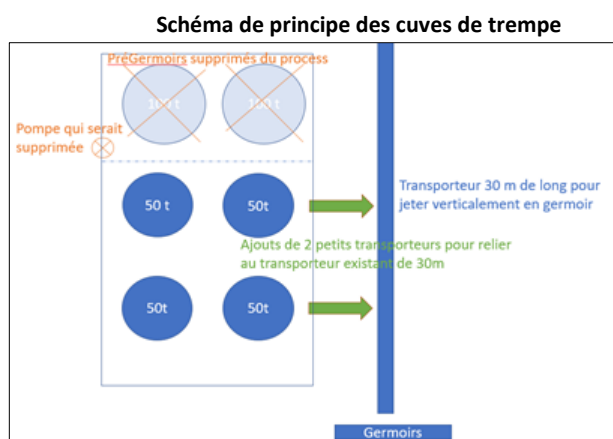 Schéma de principe des cuves de trempe
PréGermoirs supprimés du process
100 t
100 t
Pompe qui serait
supprimée
50 t
50t
Transporteur 30 m de long pour
jeter verticalement en germoir
Ajouts de 2 petits transporteurs pour relier
au transporteur existant de 30m
50t
50t
Germoirs